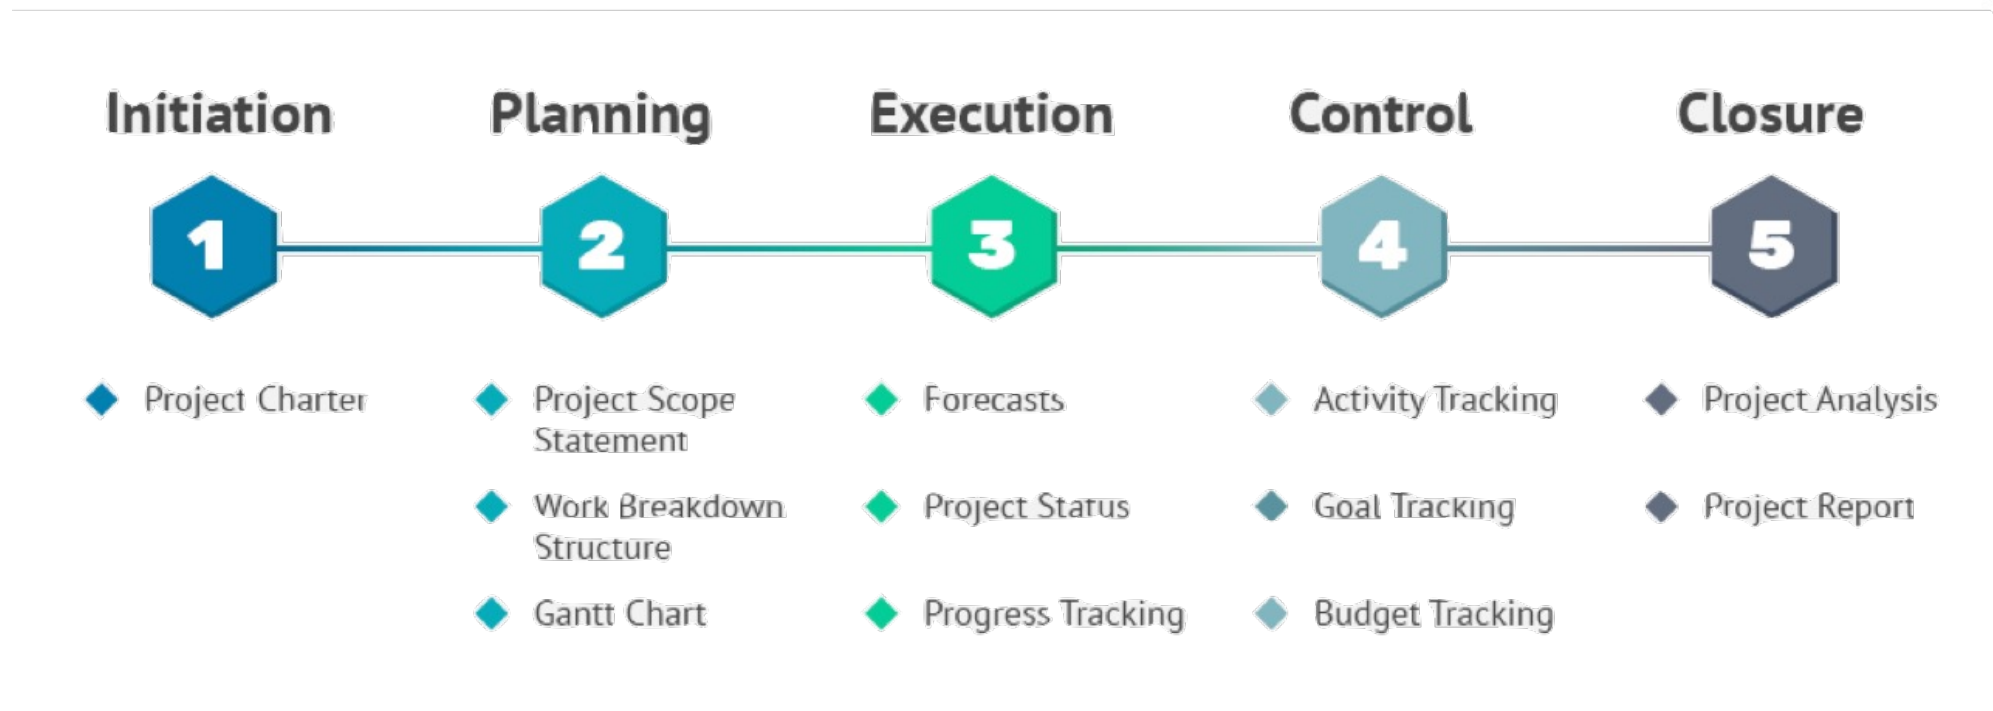 Initiation
1
Project Charter
Planning
2
Project Scope
Statement
Work Breakdown
Structure
Gantt Chart
Execution
3
Forecasts
Project Status
Progress Tracking
Control
4
Activity Tracking
Goal Tracking
Budget Tracking
Closure
5
Project Analysis
Project Report